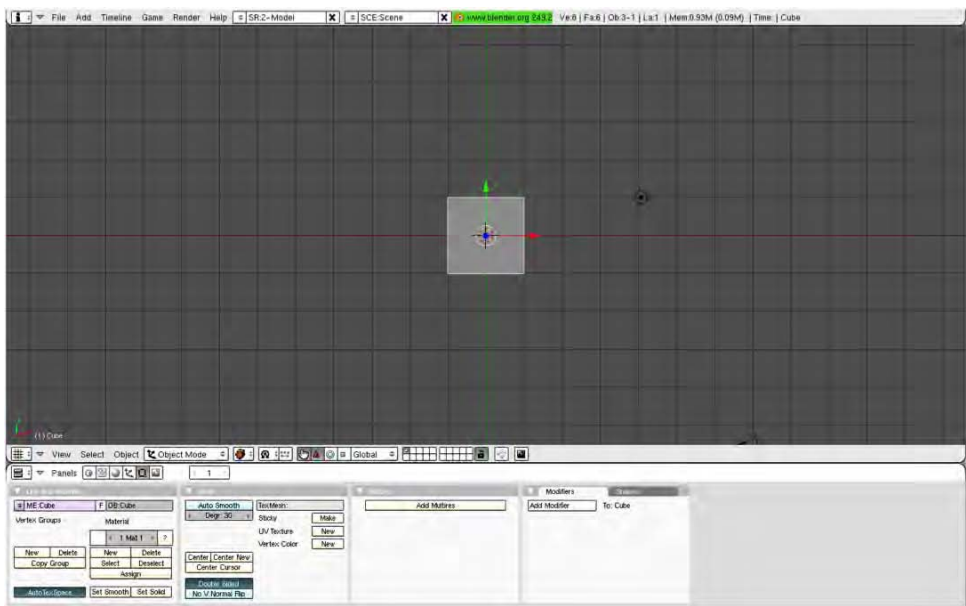 File Add Timeline Game Render Help SR:2-Model X SCE:Scene X www.blender.org 249.2 Ve:8 | Fa:6 | Ob:3-1 | La:1 | Mem:0.93M (0.09M) | Time: | Cube
(1) Cube
View Select Object Object Mode Global
Panels 1
Mesh Multires Modifiers Shapes
ME:Cube F OB:Cube Auto Smooth TexMesh: Add Multires Add Modifier To: Cube
Degr: 30 Sticky Make
Vertex Groups Material UV Texture New
1 Mat 1 ? Vertex Color New
New Delete New Delete Center Center New
Copy Group Select Deselect Center Cursor
Assign
Double Sided
AutoTexSpace Set Smooth Set Solid No V.Normal Flip